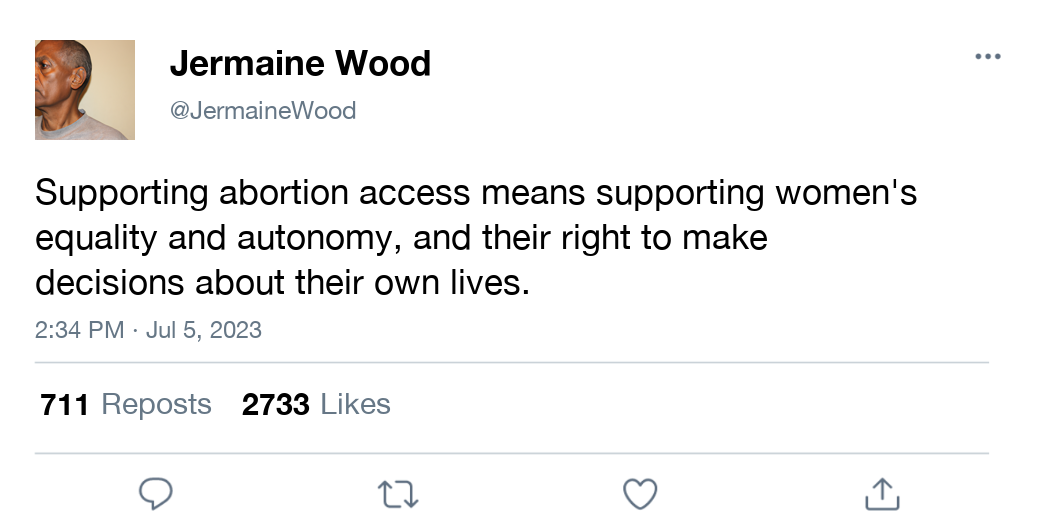 Jermaine Wood
@JermaineWood
Supporting abortion access means supporting women's
equality and autonomy, and their right to make
decisions about their own lives.
2:34 PM · Jul 5, 2023
711 Reposts 2733 Likes